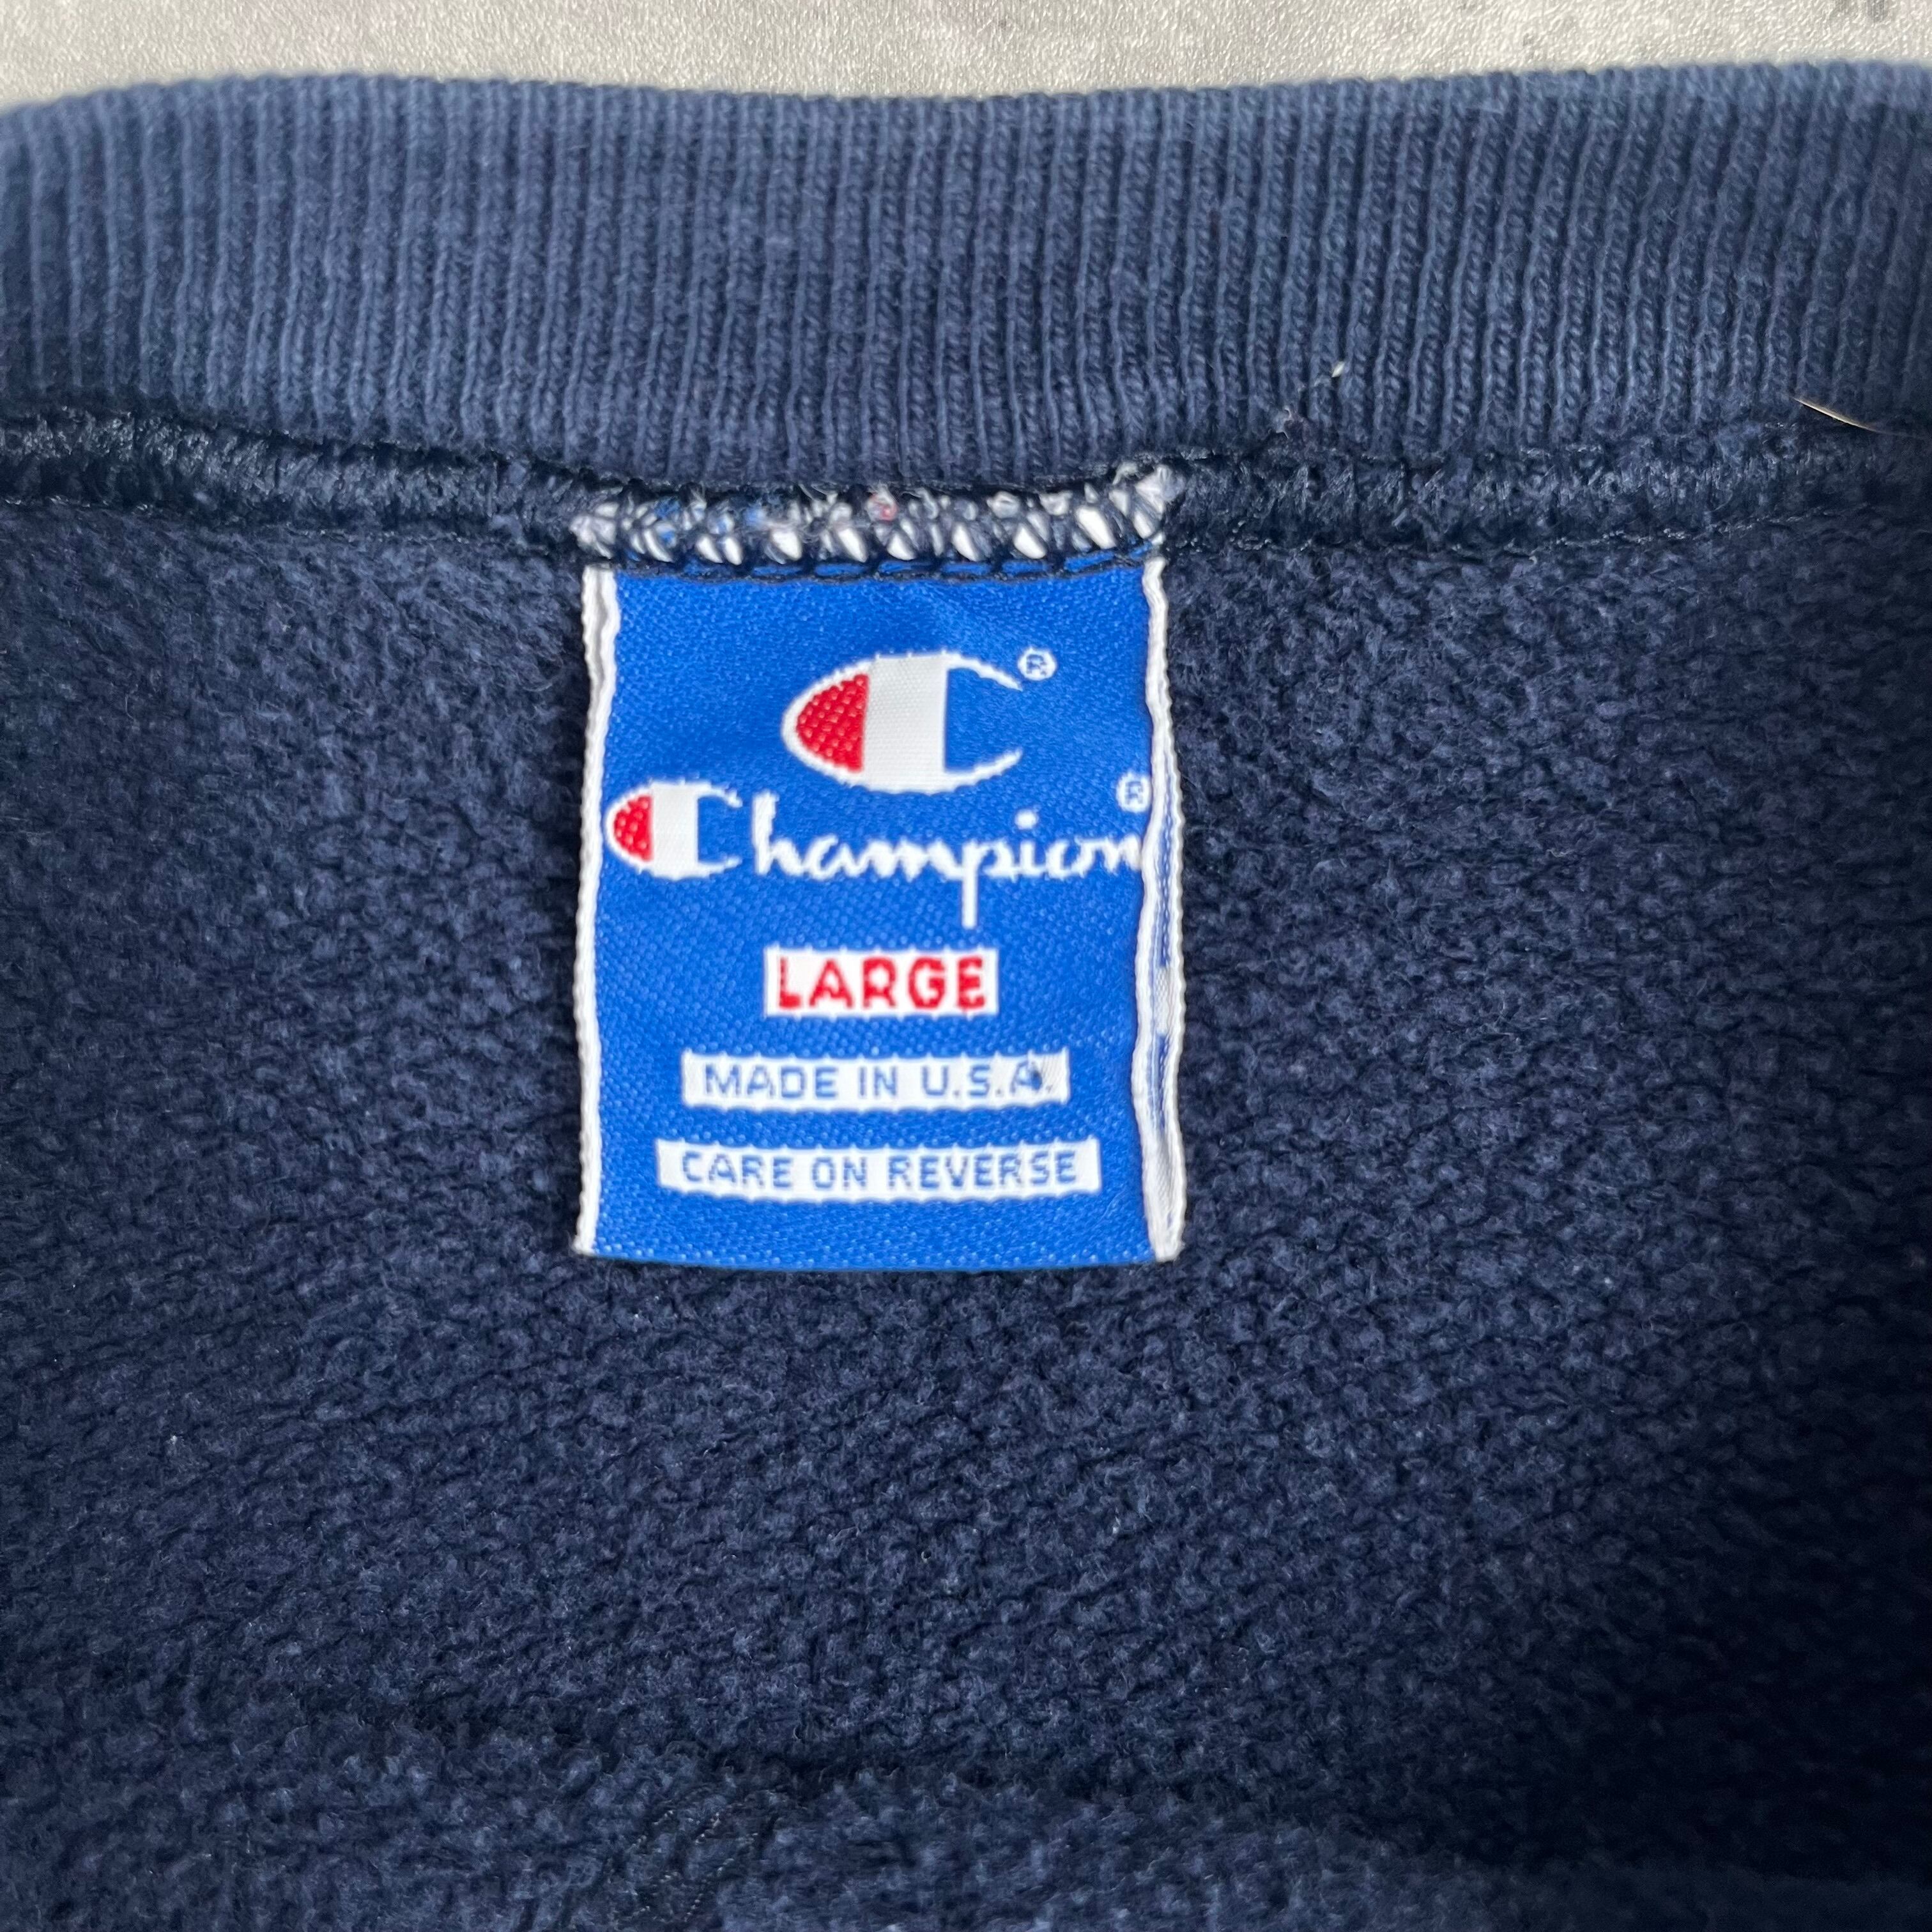 C®
Champion®
LARGE
MADE IN U.S.A.
CARE ON REVERSE